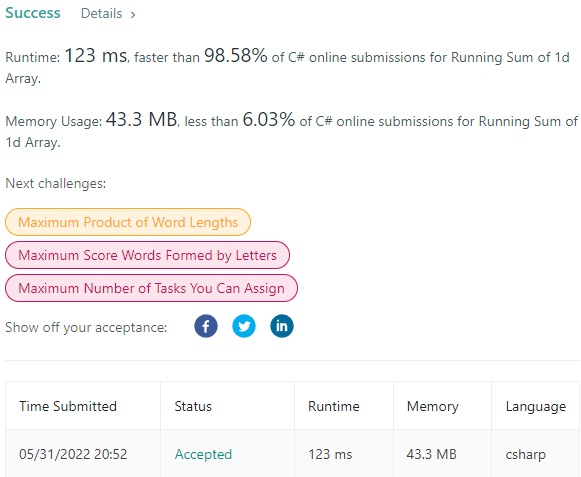 Success Details >
Runtime: 123 ms, faster than 98.58% of C# online submissions for Running Sum of 1d
Array.
Memory Usage: 43.3 MB, less than 6.03% of C# online submissions for Running Sum of
1d Array.
Next challenges:
Maximum Product of Word Lengths
Maximum Score Words Formed by Letters
Maximum Number of Tasks You Can Assign
Show off your acceptance: f in
Time Submitted Status Runtime Memory Language
05/31/2022 20:52 Accepted 123 ms 43.3 MB csharp